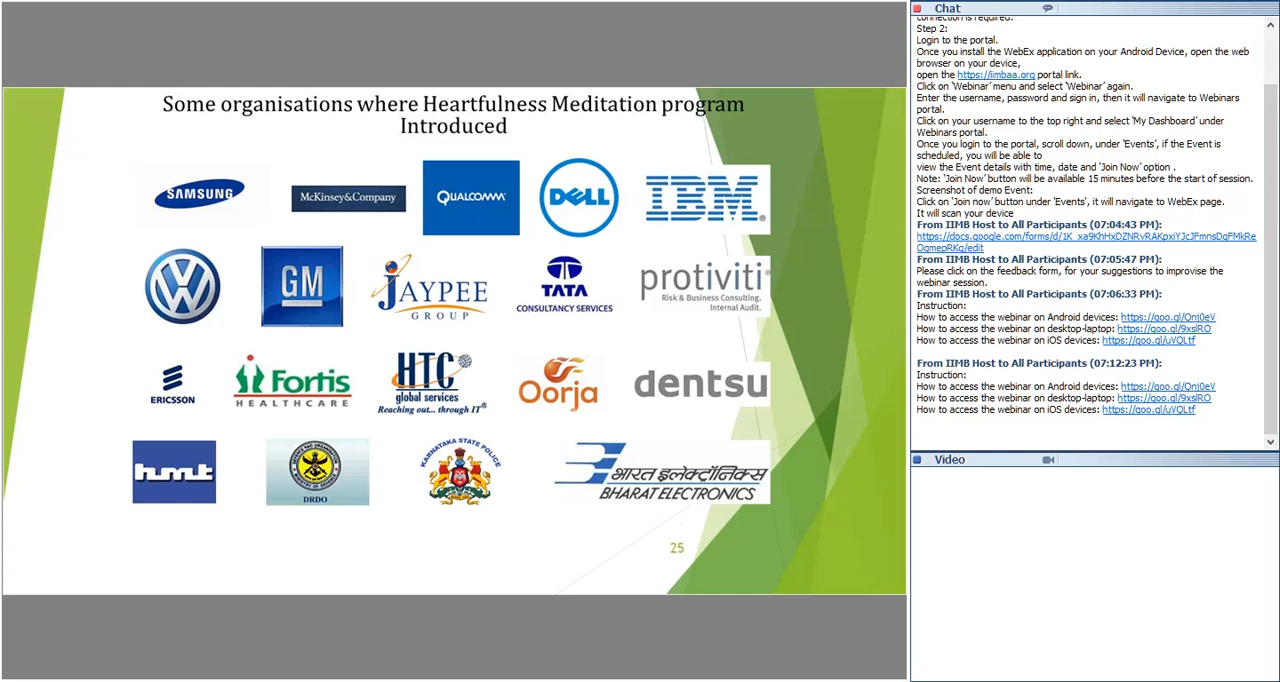 Some organisations where Heartfulness Meditation program
Introduced
SAMSUNG
McKinsey&Company
QUALCOMM
DELL
IBM
GM
JAYPEE
GROUP
TATA
CONSULTANCY SERVICES
protiviti
Risk & Business Consulting.
Internal Audit.
ERICSSON
Fortis
HEALTHCARE
HTC
global services
Reaching out... through IT
Oorja
dentsu
hmt
DRDO
KARNATAKA STATE POLICE
भारत इलेक्ट्रॉनिक्स
BHARAT ELECTRONICS
25
Chat
connection is required.
Step 2:
Login to the portal.
Once you install the WebEx application on your Android Device, open the web
browser on your device,
open the https://iimbaa.org portal link.
Click on 'Webinar' menu and select 'Webinar' again.
Enter the username, password and sign in, then it will navigate to Webinars
portal.
Click on your username to the top right and select 'My Dashboard' under
Webinars portal.
Once you login to the portal, scroll down, under 'Events', if the Event is
scheduled, you will be able to
view the Event details with time, date and 'Join Now' option .
Note: 'Join Now' button will be available 15 minutes before the start of session.
Screenshot of demo Event:
Click on 'Join now' button under 'Events', it will navigate to WebEx page.
It will scan your device
From IIMB Host to All Participants (07:04:43 PM):
From IIMB Host to All Participants (07:05:47 PM):
Please click on the feedback form, for your suggestions to improvise the
webinar session.
From IIMB Host to All Participants (07:06:33 PM):
Instruction:
How to access the webinar on Android devices: https://goo.gl/Qnj0eV
How to access the webinar on desktop-laptop: https://goo.gl/9xslRO
How to access the webinar on iOS devices: https://goo.gl/uVQLtf
From IIMB Host to All Participants (07:12:23 PM):
Instruction:
How to access the webinar on Android devices: https://goo.gl/Qnj0eV
How to access the webinar on desktop-laptop: https://goo.gl/9xslRO
How to access the webinar on iOS devices: https://goo.gl/uVQLtf
Video